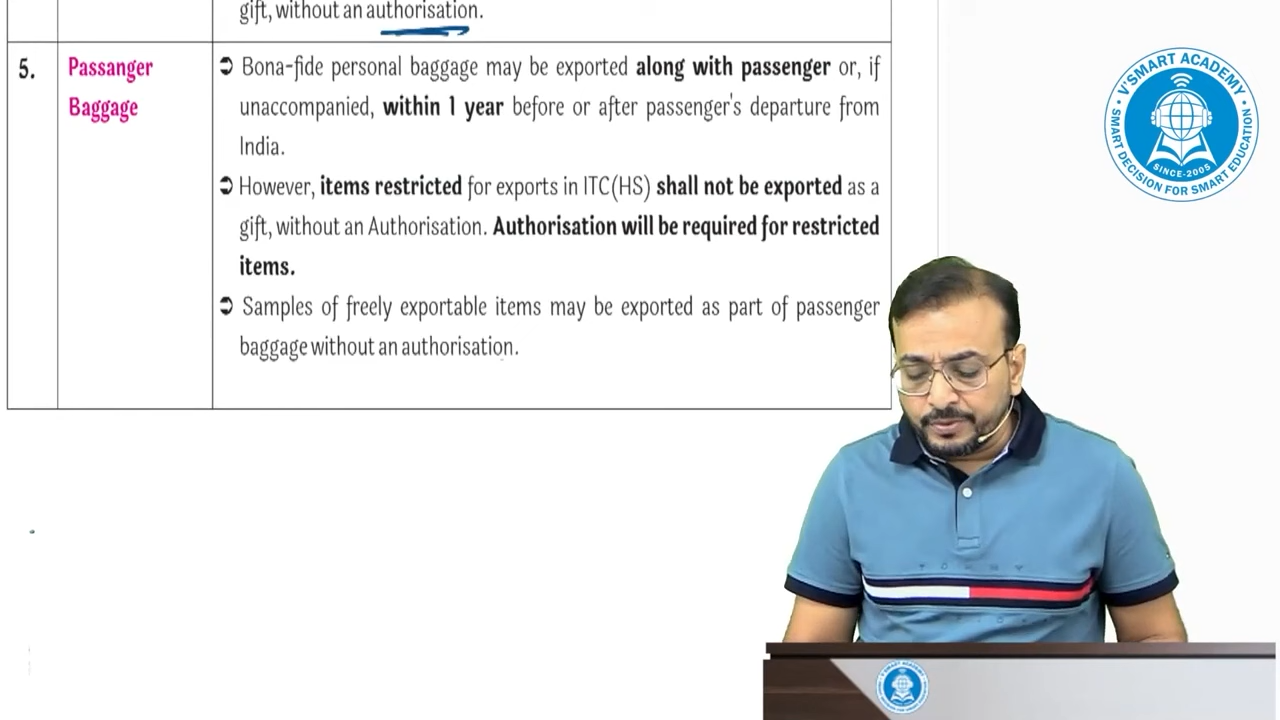 gift, without an authorisation.
5.
Passanger
Baggage
➲ Bona-fide personal baggage may be exported along with passenger or, if
unaccompanied, within 1 year before or after passenger's departure from
India.
➲ However, items restricted for exports in ITC(HS) shall not be exported as a
gift, without an Authorisation. Authorisation will be required for restricted
items.
➲ Samples of freely exportable items may be exported as part of passenger
baggage without an authorisation.
V'SMART ACADEMY
SINCE-2005
• SMART DECISION FOR SMART EDUCATION •
TOMMY